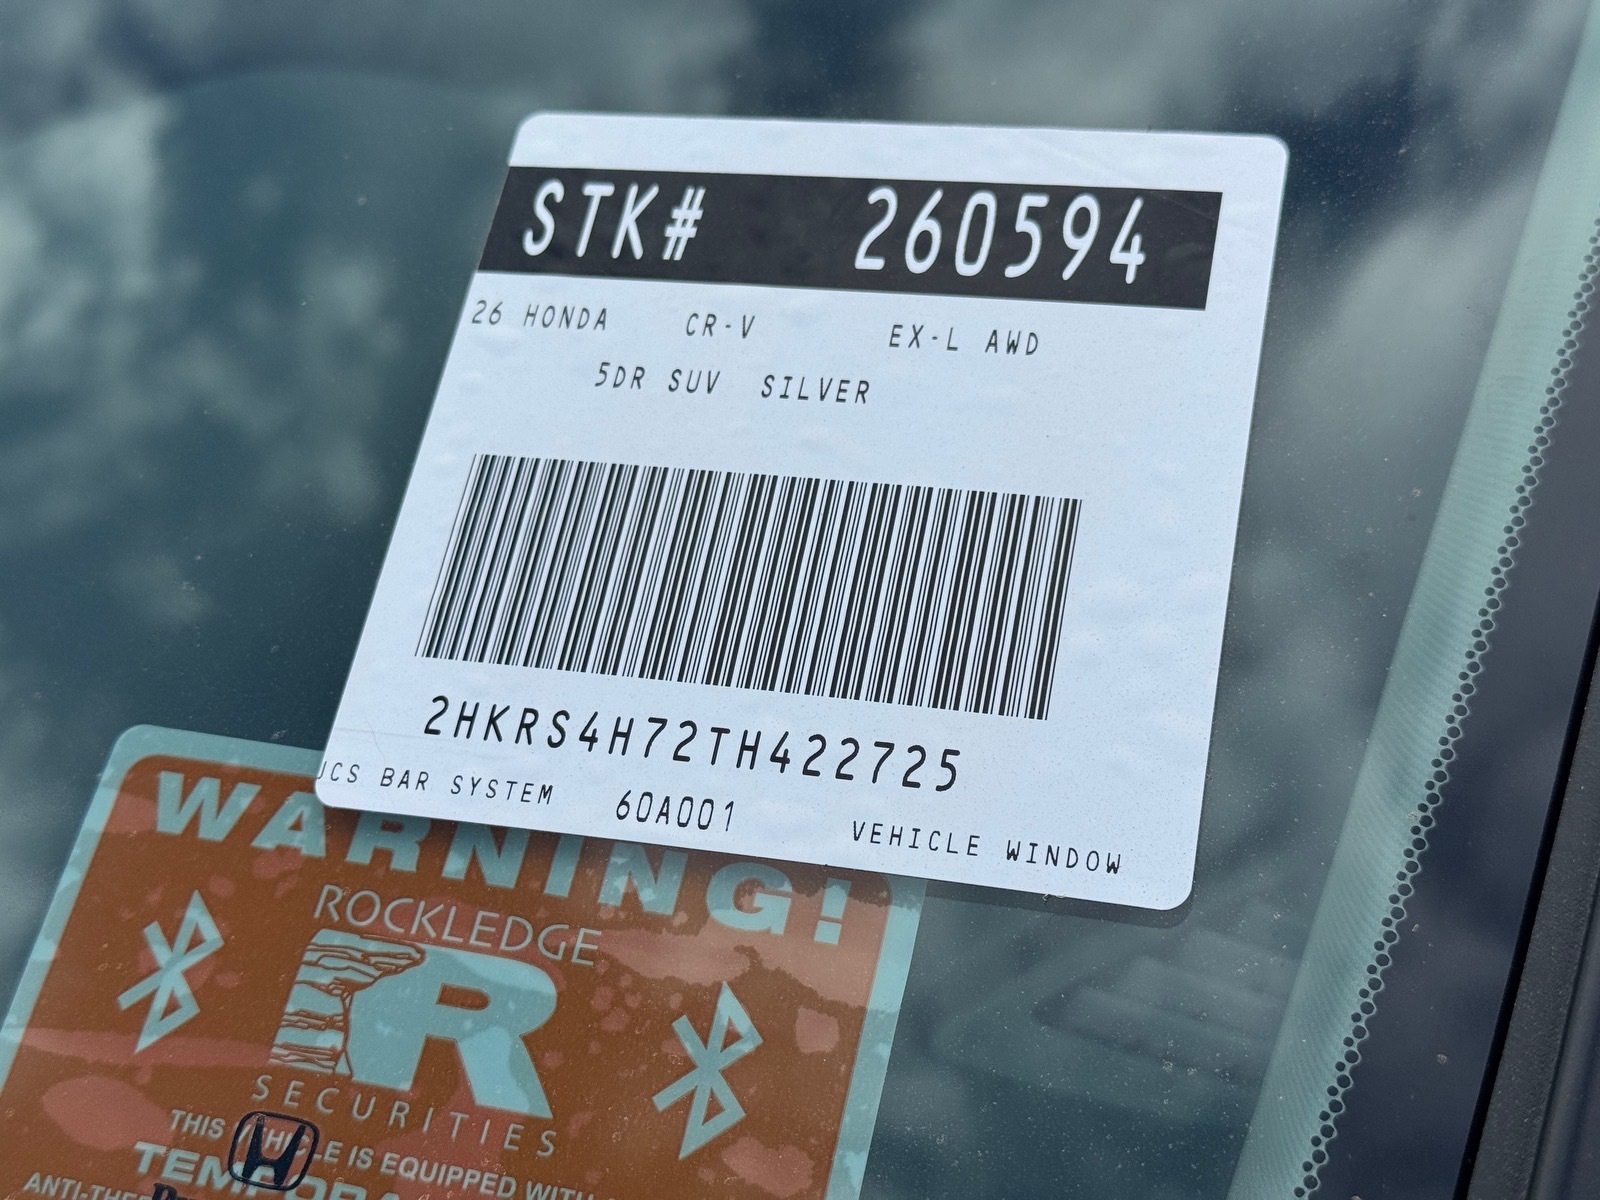 STK# 260594
26 HONDA CR-V EX-L AWD
5DR SUV SILVER
2HKRS4H72TH422725
UCS BAR SYSTEM 60A001 VEHICLE WINDOW
WARNING!
ROCKLEDGE
R
SECURITIES
THIS VEHICLE IS EQUIPPED WITH